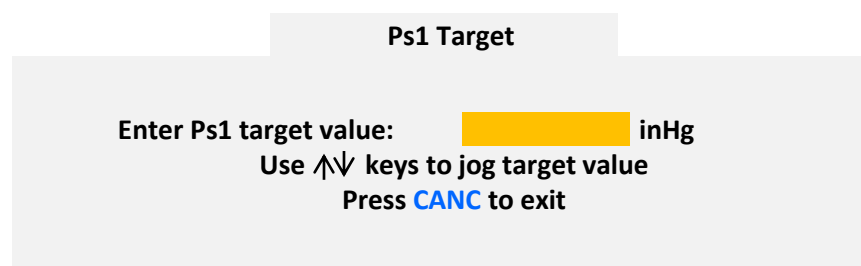 Ps1 Target
Enter Ps1 target value: inHg
Use ↑↓ keys to jog target value
Press CANC to exit